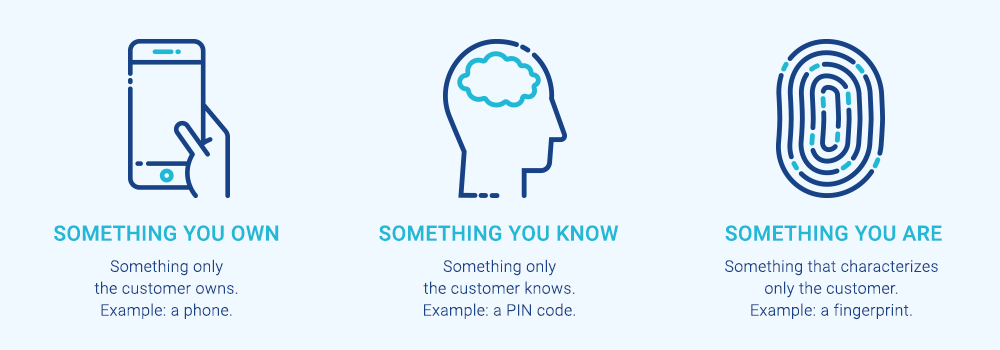 SOMETHING YOU OWN
Something only
the customer owns.
Example: a phone.
SOMETHING YOU KNOW
Something only
the customer knows.
Example: a PIN code.
SOMETHING YOU ARE
Something that characterizes
only the customer.
Example: a fingerprint.